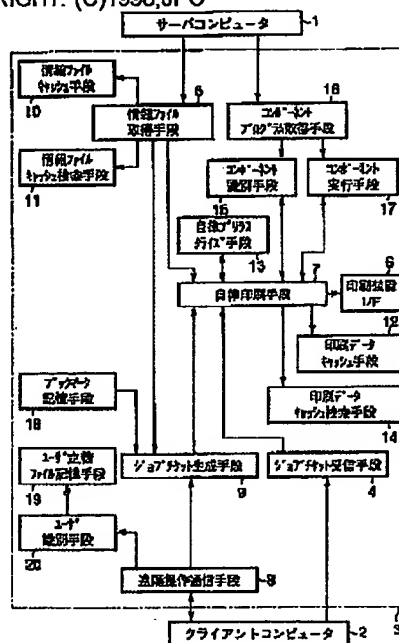 RIGHT: (C)1998,JPO
サーバコンピュータ
1
情報ファイル
キャッシュ手段
10
5
情報ファイル
取得手段
16
コンポーネント
プログラム取得手段
情報ファイル
キャッシュ検索手段
11
コンポーネント
識別手段
15
コンポーネント
実行手段
17
自律プリラス
タイズ手段
13
7
自律印刷手段
6
印刷装置
I/F
12
印刷データ
キャッシュ手段
印刷データ
キャッシュ検索手段
14
ブックマーク
記憶手段
18
ユーザ立替
ファイル記憶手段
19
ジョブチケット生成手段
9
ジョブチケット受信手段
4
ユーザ
識別手段
20
遠隔操作通信手段
8
クライアントコンピュータ
2
3